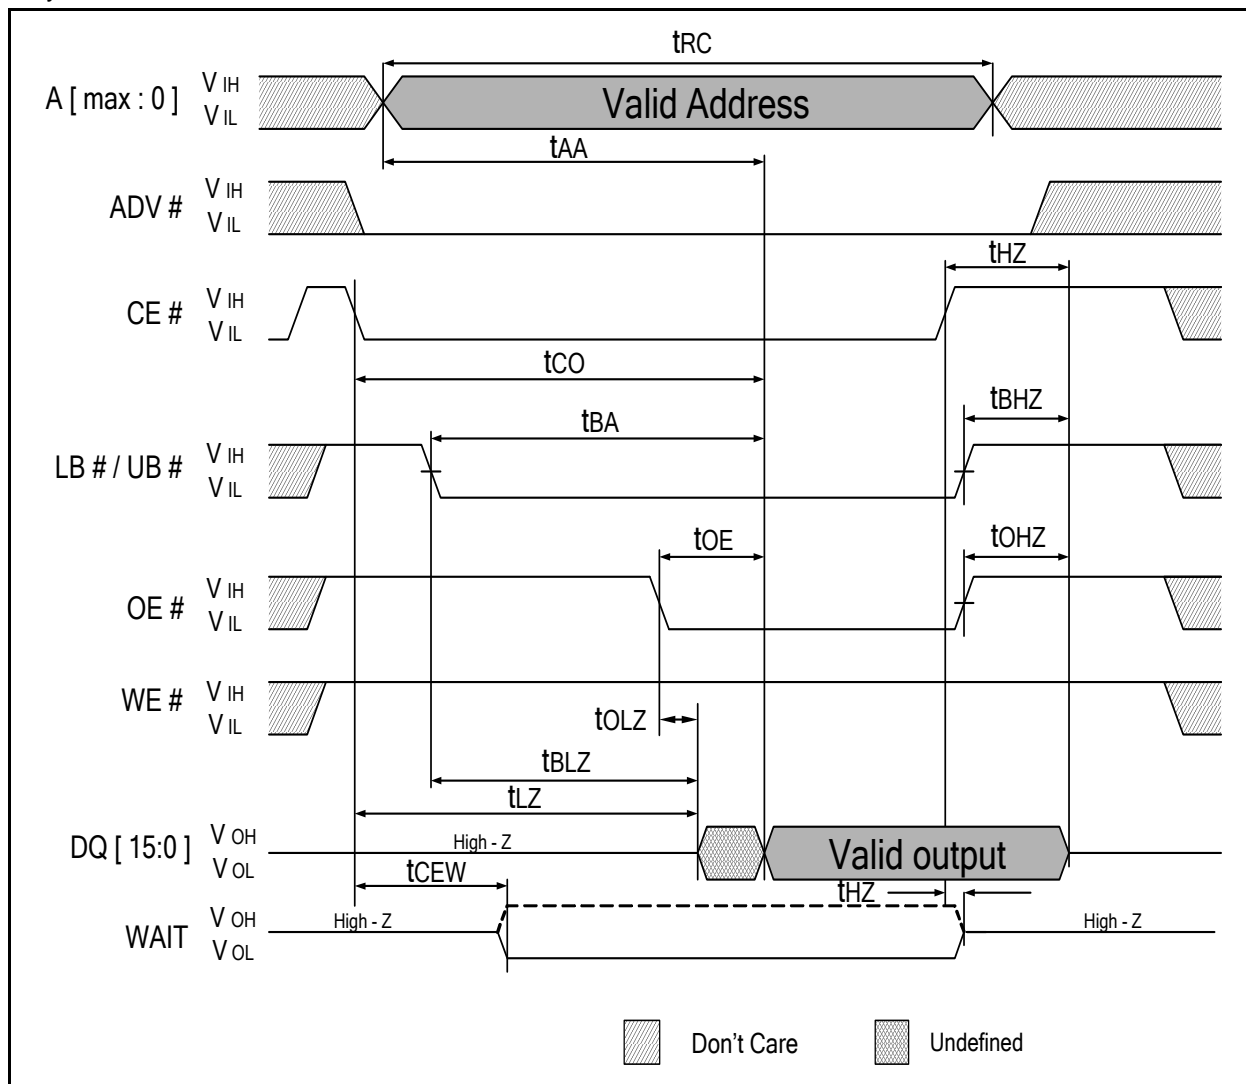 tRC
A [ max : 0 ] V IH
V IL
Valid Address
tAA
ADV # V IH
V IL
tHZ
CE # V IH
V IL
tCO
tBHZ
tBA
LB # / UB # V IH
V IL
tOE
tOHZ
OE # V IH
V IL
WE # V IH
V IL
tOLZ
tBLZ
tLZ
DQ [ 15:0 ] V OH
V OL
High - Z
Valid output
tCEW
tHZ
WAIT V OH
V OL
High - Z
High - Z
Don't Care
Undefined